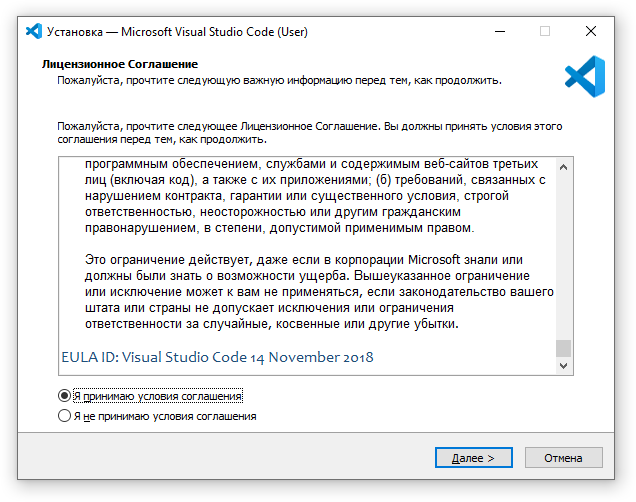 Установка — Microsoft Visual Studio Code (User)
Лицензионное Соглашение
Пожалуйста, прочтите следующую важную информацию перед тем, как продолжить.
Пожалуйста, прочтите следующее Лицензионное Соглашение. Вы должны принять условия этого
соглашения перед тем, как продолжить.
программным обеспечением, службами и содержимым веб-сайтов третьих
лиц (включая код), а также с их приложениями; (б) требований, связанных с
нарушением контракта, гарантии или существенного условия, строгой
ответственностью, неосторожностью или другим гражданским
правонарушением, в степени, допустимой применимым правом.
Это ограничение действует, даже если в корпорации Microsoft знали или
должны были знать о возможности ущерба. Вышеуказанное ограничение
или исключение может к вам не применяться, если законодательство вашего
штата или страны не допускает исключения или ограничения
ответственности за случайные, косвенные или другие убытки.
EULA ID: Visual Studio Code 14 November 2018
Я принимаю условия соглашения
Я не принимаю условия соглашения
Далее >
Отмена